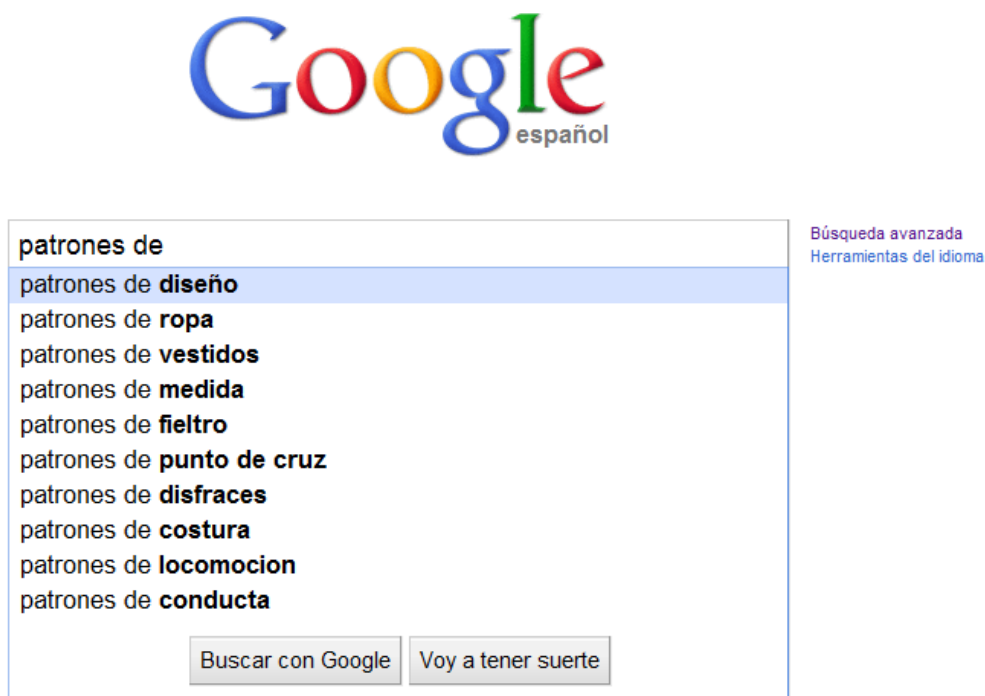 Google
español
patrones de
Búsqueda avanzada
Herramientas del idioma
patrones de diseño
patrones de ropa
patrones de vestidos
patrones de medida
patrones de fieltro
patrones de punto de cruz
patrones de disfraces
patrones de costura
patrones de locomocion
patrones de conducta
Buscar con Google Voy a tener suerte